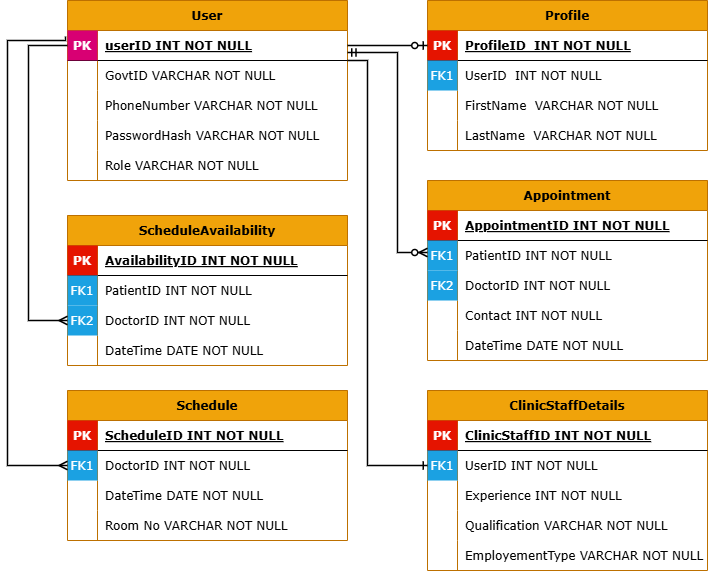 User
PK userID INT NOT NULL
GovtID VARCHAR NOT NULL
PhoneNumber VARCHAR NOT NULL
PasswordHash VARCHAR NOT NULL
Role VARCHAR NOT NULL
Profile
PK ProfileID INT NOT NULL
FK1 UserID INT NOT NULL
FirstName VARCHAR NOT NULL
LastName VARCHAR NOT NULL
ScheduleAvailability
PK AvailabilityID INT NOT NULL
FK1 PatientID INT NOT NULL
FK2 DoctorID INT NOT NULL
DateTime DATE NOT NULL
Appointment
PK AppointmentID INT NOT NULL
FK1 PatientID INT NOT NULL
FK2 DoctorID INT NOT NULL
Contact INT NOT NULL
DateTime DATE NOT NULL
Schedule
PK ScheduleID INT NOT NULL
FK1 DoctorID INT NOT NULL
DateTime DATE NOT NULL
Room No VARCHAR NOT NULL
ClinicStaffDetails
PK ClinicStaffID INT NOT NULL
FK1 UserID INT NOT NULL
Experience INT NOT NULL
Qualification VARCHAR NOT NULL
EmployementType VARCHAR NOT NULL